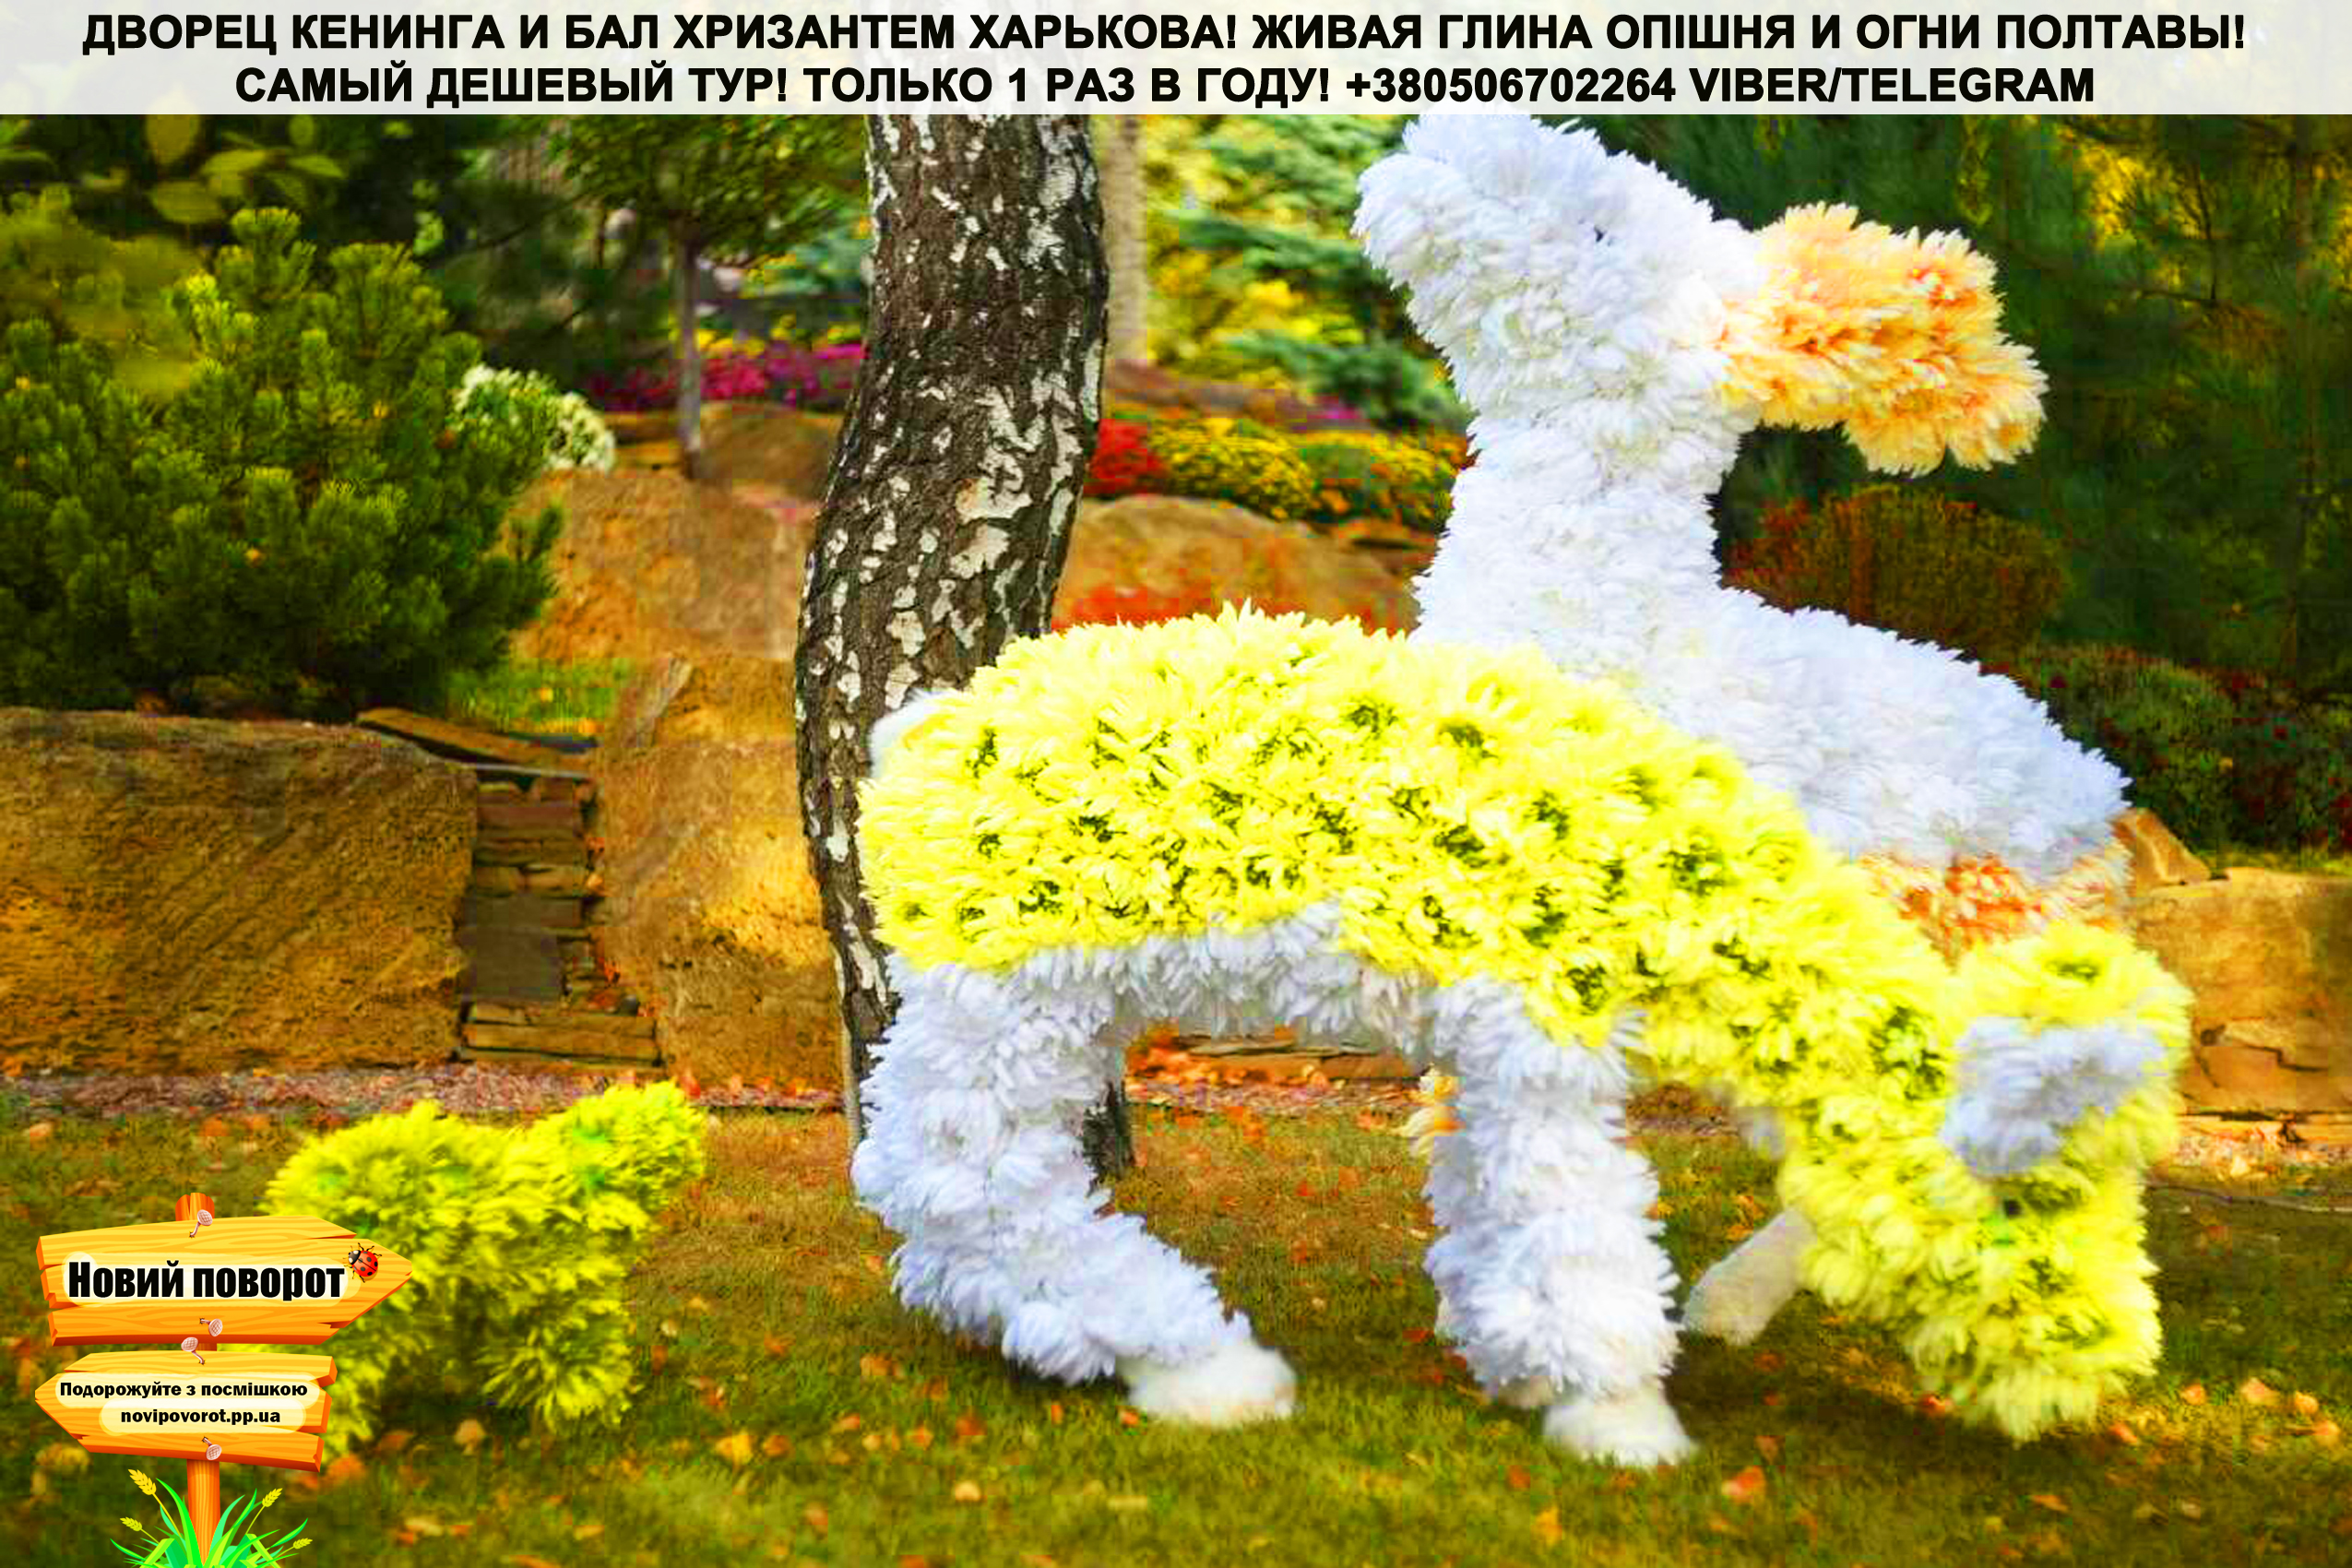 ДВОРЕЦ КЕНИНГА И БАЛ ХРИЗАНТЕМ ХАРЬКОВА! ЖИВАЯ ГЛИНА ОПІШНЯ И ОГНИ ПОЛТАВЫ!
САМЫЙ ДЕШЕВЫЙ ТУР! ТОЛЬКО 1 РАЗ В ГОДУ! +380506702264 VIBER/TELEGRAM
Новий поворот
Подорожуйте з посмішкою
novipovorot.pp.ua